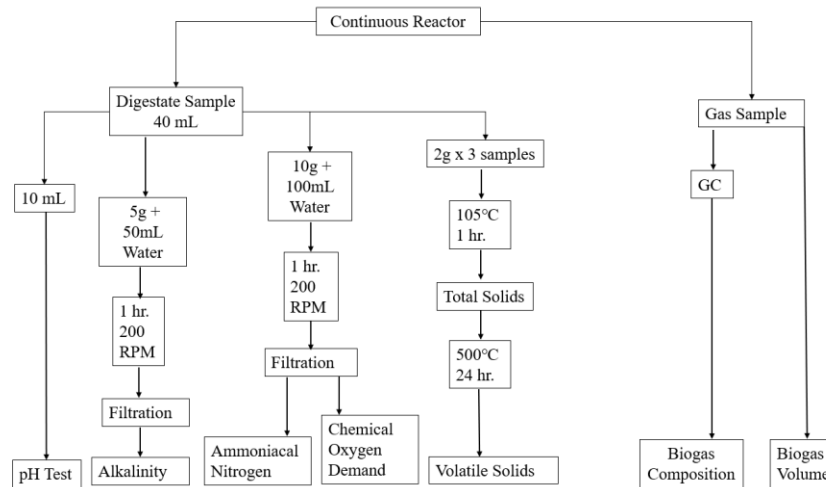 Continuous Reactor
Digestate Sample
40 mL
Gas Sample
10 mL
5g +
50mL
Water
10g +
100mL
Water
2g x 3 samples
GC
1 hr.
200
RPM
1 hr.
200
RPM
105°C
1 hr.
Total Solids
500°C
24 hr.
Filtration
Filtration
pH Test
Alkalinity
Ammoniacal
Nitrogen
Chemical
Oxygen
Demand
Volatile Solids
Biogas
Composition
Biogas
Volume